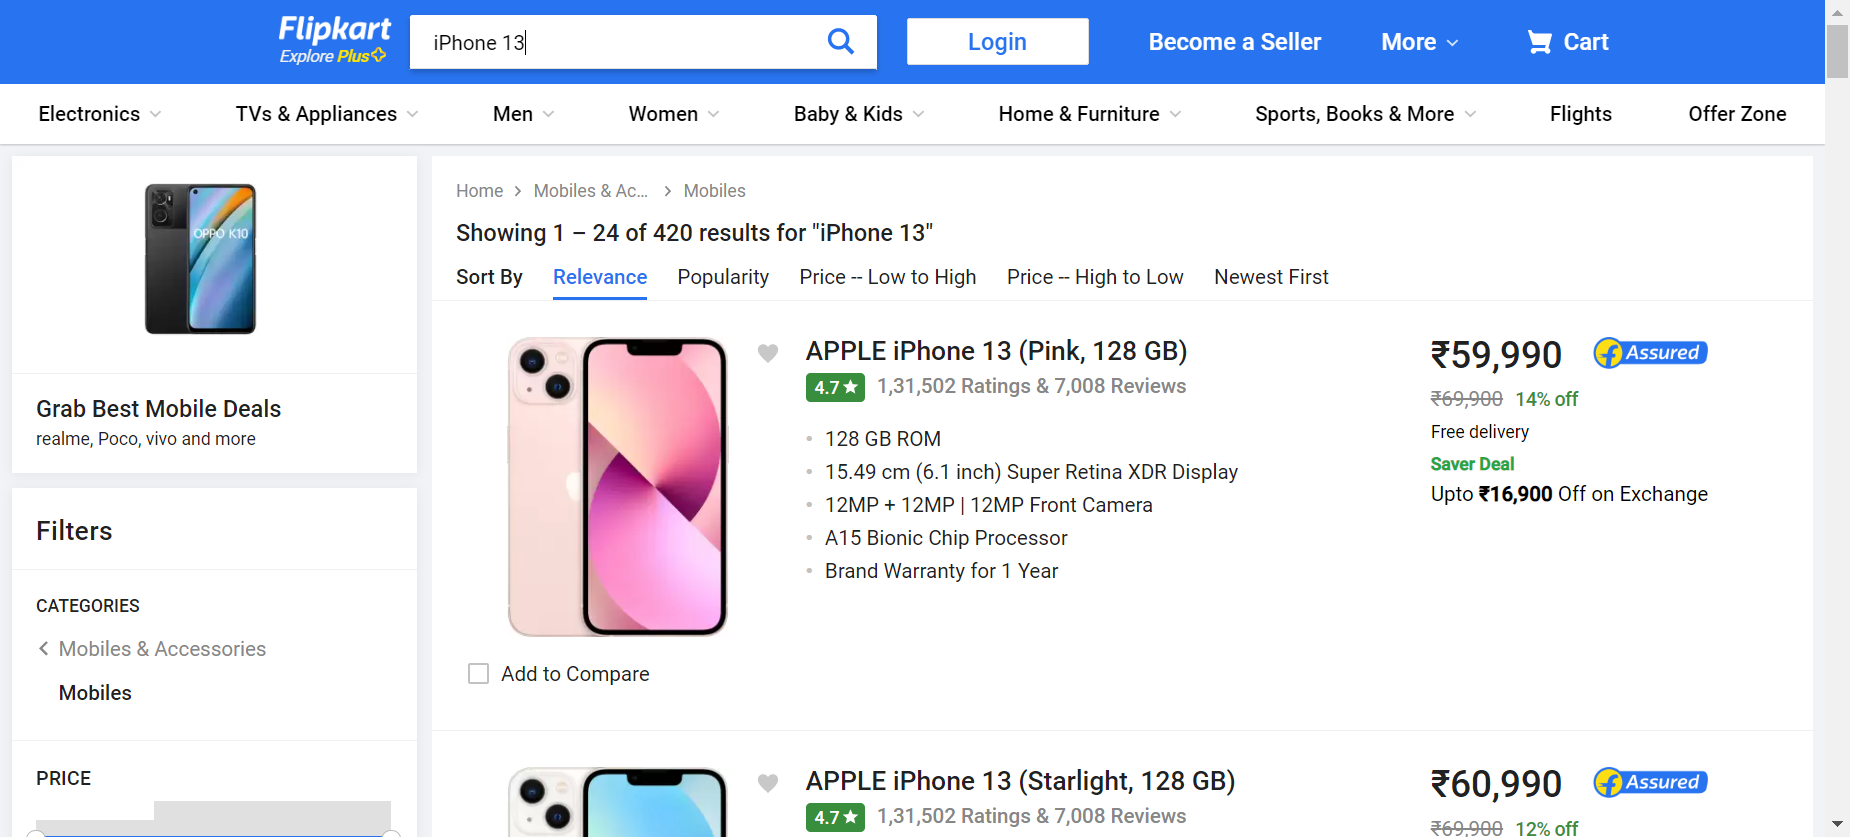 Flipkart
Explore Plus
iPhone 13
Login
Become a Seller
More
Cart
Electronics
TVs & Appliances
Men
Women
Baby & Kids
Home & Furniture
Sports, Books & More
Flights
Offer Zone
OPPO K10
Grab Best Mobile Deals
realme, Poco, vivo and more
Filters
CATEGORIES
Mobiles & Accessories
Mobiles
PRICE
Home
Mobiles & Ac...
Mobiles
Showing 1 – 24 of 420 results for "iPhone 13"
Sort By
Relevance
Popularity
Price -- Low to High
Price -- High to Low
Newest First
APPLE iPhone 13 (Pink, 128 GB)
4.7★ 1,31,502 Ratings & 7,008 Reviews
128 GB ROM
15.49 cm (6.1 inch) Super Retina XDR Display
12MP + 12MP | 12MP Front Camera
A15 Bionic Chip Processor
Brand Warranty for 1 Year
₹59,990
f Assured
₹69,900 14% off
Free delivery
Saver Deal
Upto ₹16,900 Off on Exchange
Add to Compare
APPLE iPhone 13 (Starlight, 128 GB)
4.7★ 1,31,502 Ratings & 7,008 Reviews
₹60,990
f Assured
₹69,900 12% off